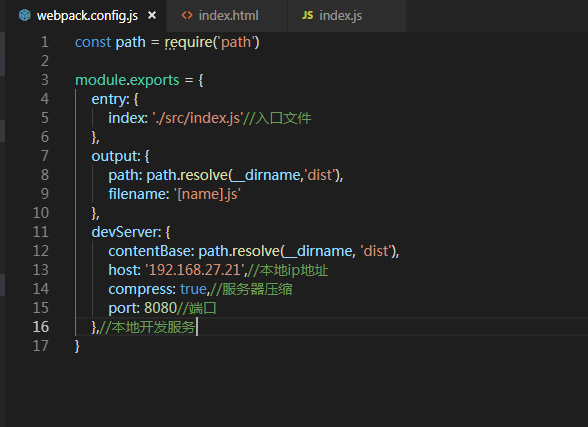 webpack.config.js × <> index.html JS index.js
1 const path = require('path')
2
3 module.exports = {
4 entry: {
5 index: './src/index.js'//入口文件
6 },
7 output: {
8 path: path.resolve(__dirname,'dist'),
9 filename: '[name].js'
10 },
11 devServer: {
12 contentBase: path.resolve(__dirname, 'dist'),
13 host: '192.168.27.21',//本地ip地址
14 compress: true,//服务器压缩
15 port: 8080//端口
16 },//本地开发服务
17 }